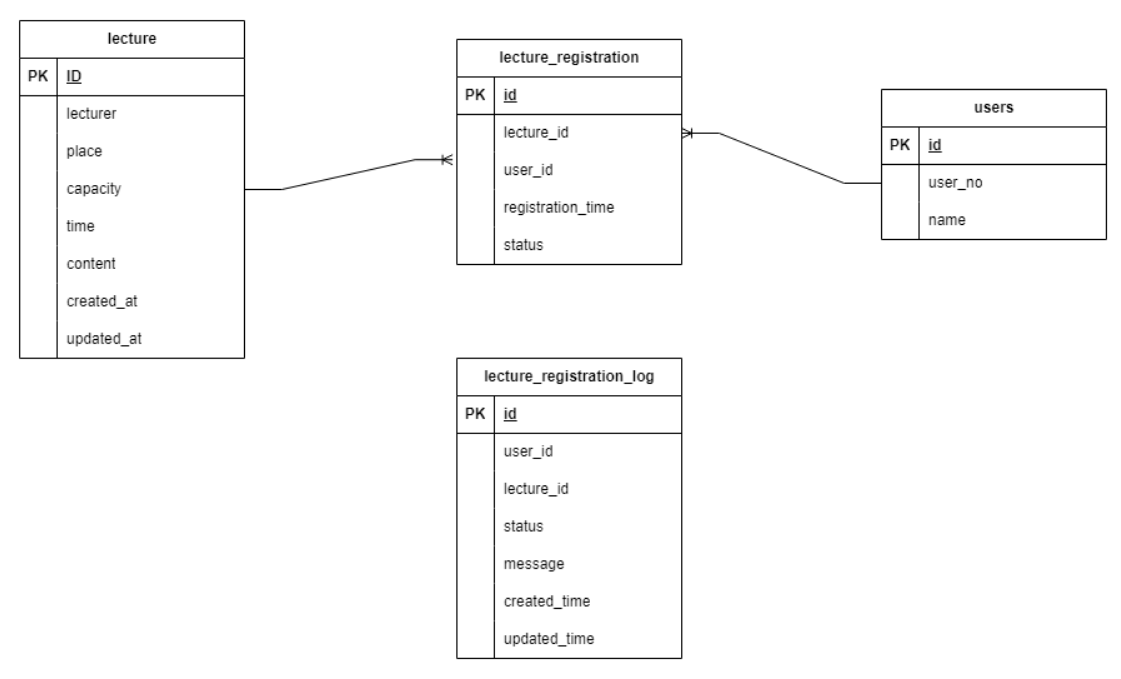 lecture
PK ID
lecturer
place
capacity
time
content
created_at
updated_at
lecture_registration
PK id
lecture_id
user_id
registration_time
status
users
PK id
user_no
name
lecture_registration_log
PK id
user_id
lecture_id
status
message
created_time
updated_time